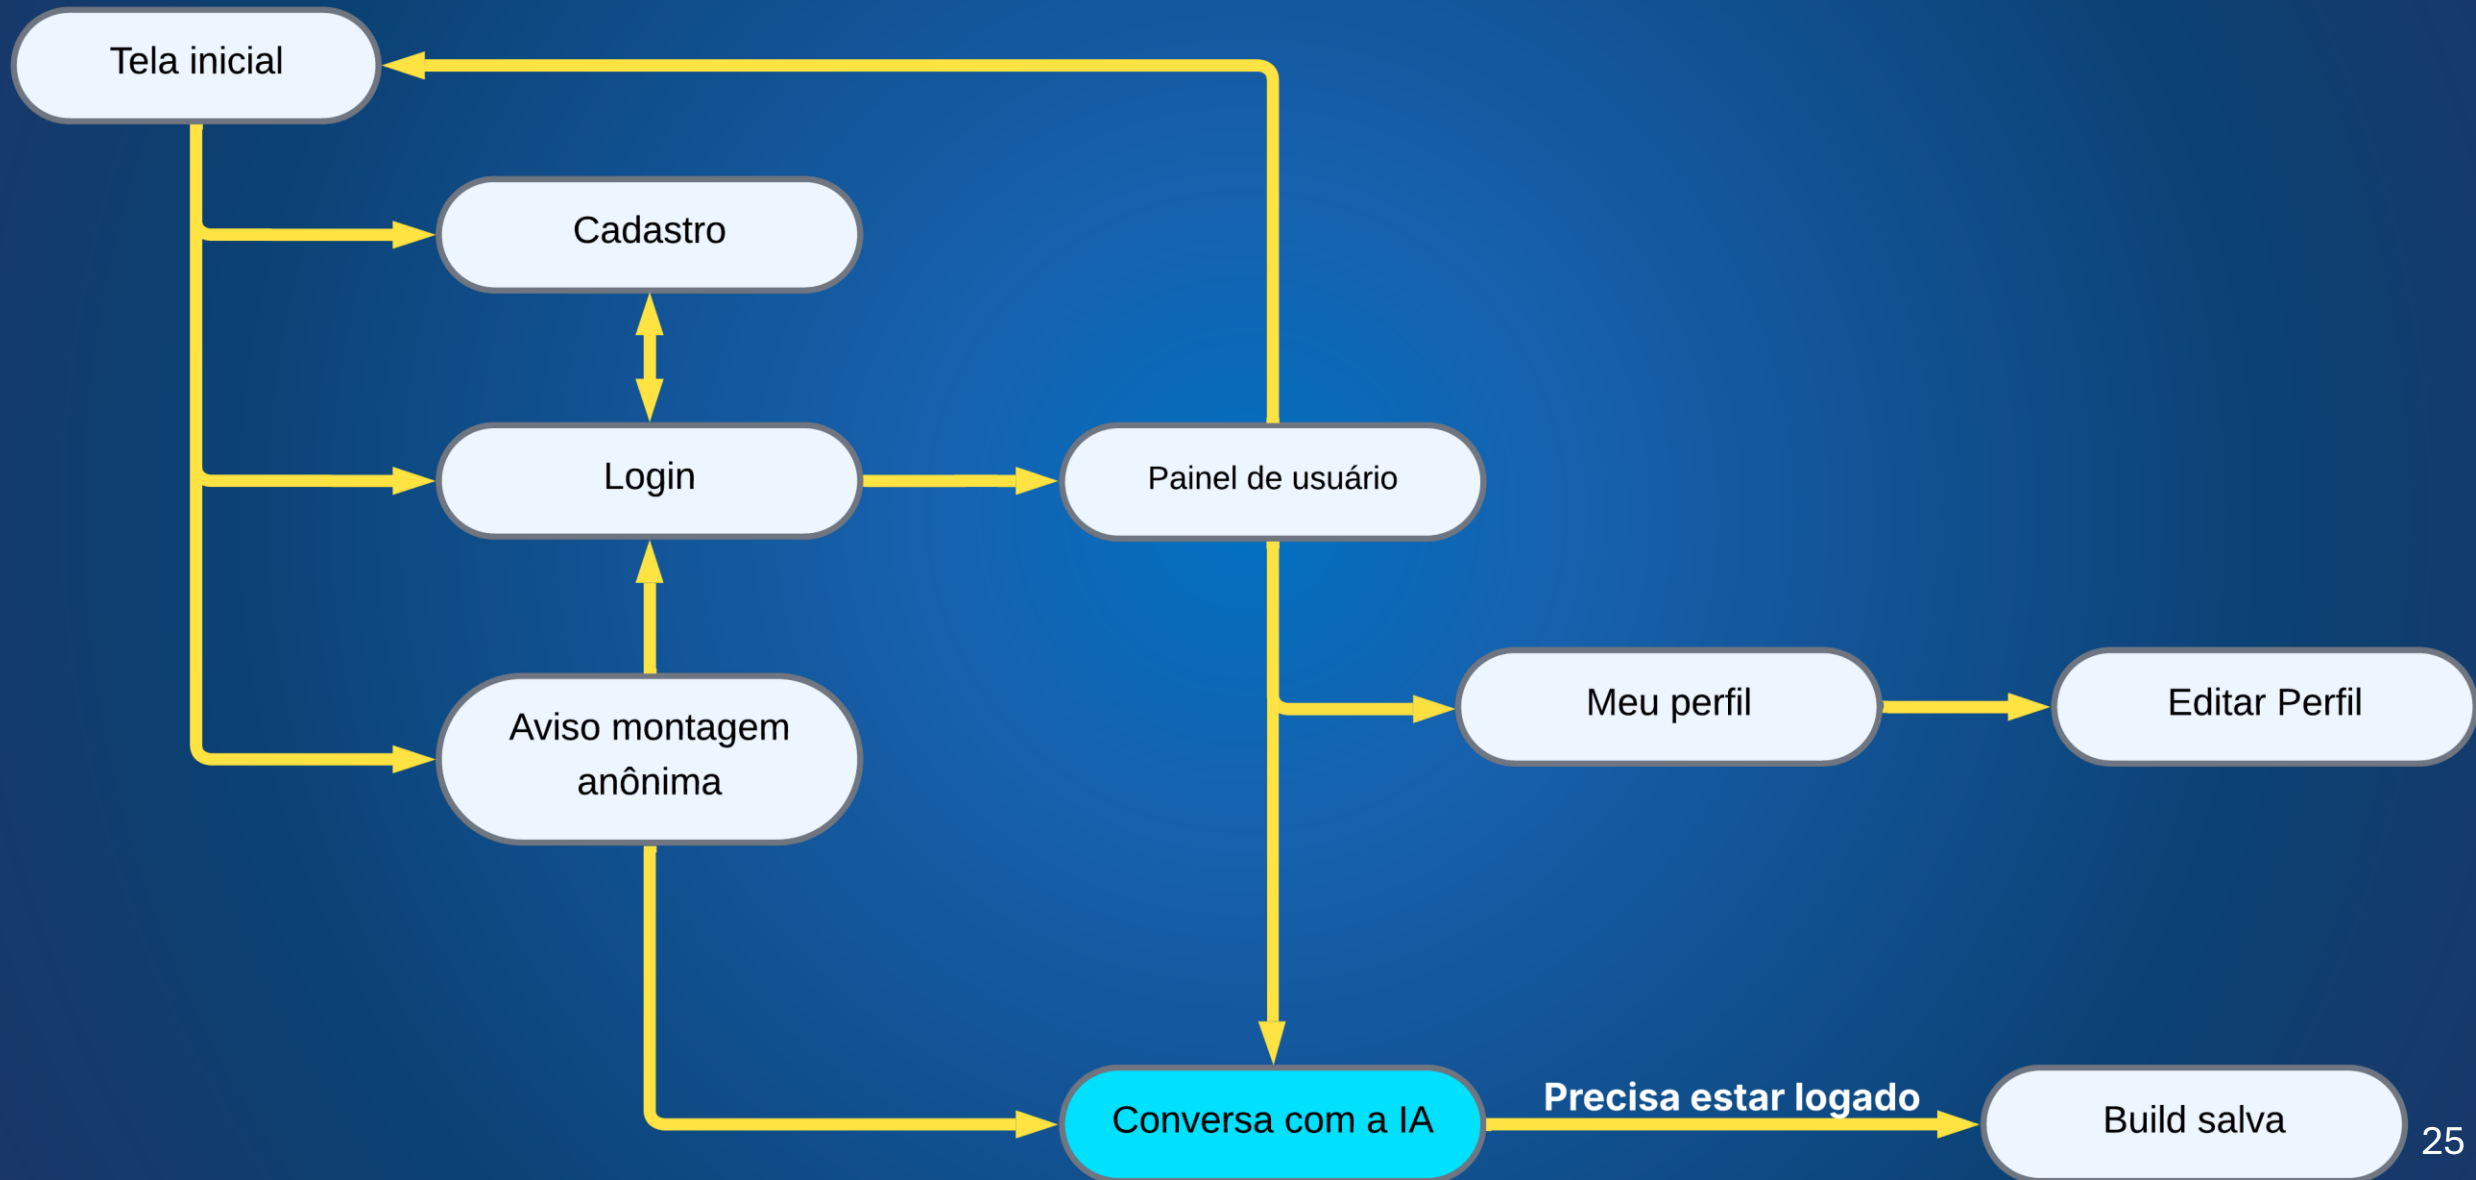 Tela inicial
Cadastro
Login
Painel de usuário
Aviso montagem
anônima
Meu perfil
Editar Perfil
Conversa com a IA
Precisa estar logado
Build salva
25